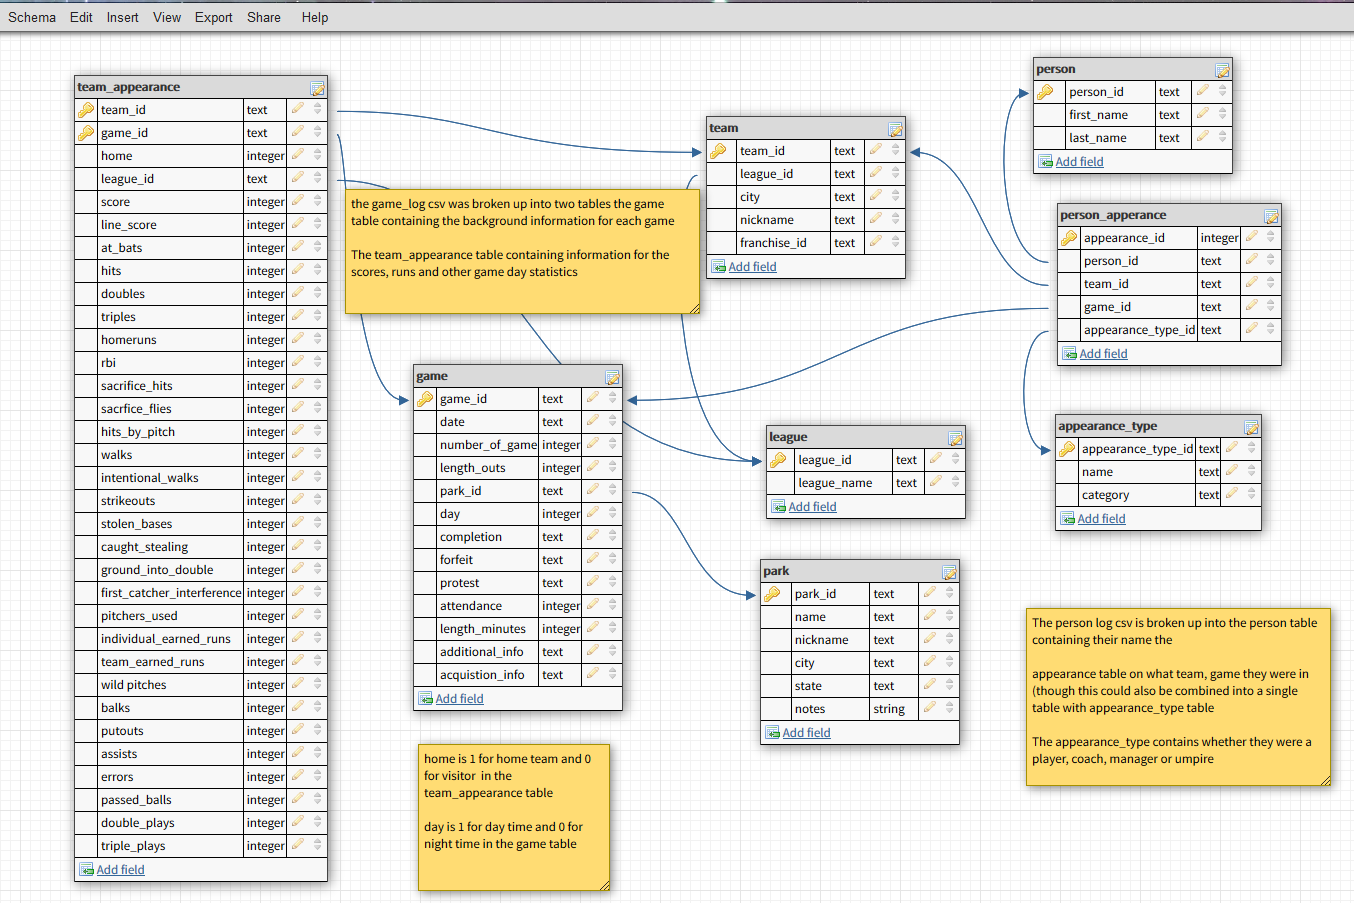 Schema Edit Insert View Export Share Help
team_appearance
team_id text
game_id text
home integer
league_id text
score integer
line_score integer
at_bats integer
hits integer
doubles integer
triples integer
homeruns integer
rbi integer
sacrifice_hits integer
sacrfice_flies integer
hits_by_pitch integer
walks integer
intentional_walks integer
strikeouts integer
stolen_bases integer
caught_stealing integer
ground_into_double integer
first_catcher_interference integer
pitchers_used integer
individual_earned_runs integer
team_earned_runs integer
wild pitches integer
balks integer
putouts integer
assists integer
errors integer
passed_balls integer
double_plays integer
triple_plays integer
Add field
the game_log csv was broken up into two tables the game
table containing the background information for each game
The team_appearance table containing information for the
scores, runs and other game day statistics
game
game_id text
date text
number_of_game integer
length_outs integer
park_id text
day integer
completion text
forfeit text
protest text
attendance integer
length_minutes integer
additional_info text
acquistion_info text
Add field
home is 1 for home team and 0
for visitor in the
team_appearance table
day is 1 for day time and 0 for
night time in the game table
team
team_id text
league_id text
city text
nickname text
franchise_id text
Add field
league
league_id text
league_name text
Add field
park
park_id text
name text
nickname text
city text
state text
notes string
Add field
person
person_id text
first_name text
last_name text
Add field
person_apperance
appearance_id integer
person_id text
team_id text
game_id text
appearance_type_id text
Add field
appearance_type
appearance_type_id text
name text
category text
Add field
The person log csv is broken up into the person table
containing their name the
appearance table on what team, game they were in
(though this could also be combined into a single
table with appearance_type table
The appearance_type contains whether they were a
player, coach, manager or umpire